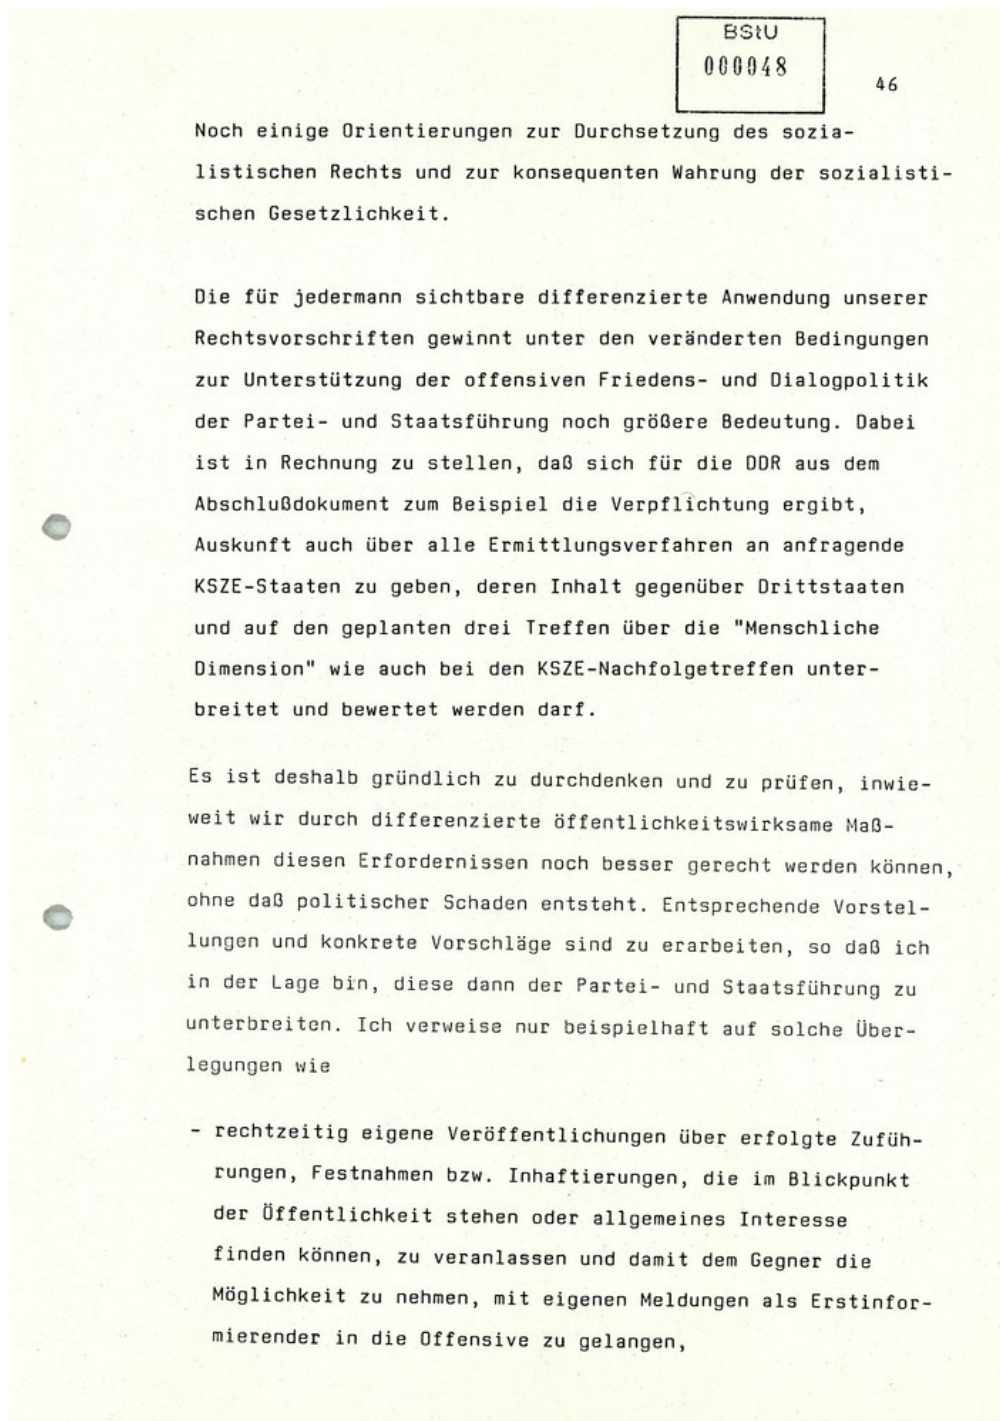 BStU
000048
46
Noch einige Orientierungen zur Durchsetzung des sozia-
listischen Rechts und zur konsequenten Wahrung der sozialisti-
schen Gesetzlichkeit.
Die für jedermann sichtbare differenzierte Anwendung unserer
Rechtsvorschriften gewinnt unter den veränderten Bedingungen
zur Unterstützung der offensiven Friedens- und Dialogpolitik
der Partei- und Staatsführung noch größere Bedeutung. Dabei
ist in Rechnung zu stellen, daß sich für die DDR aus dem
Abschlußdokument zum Beispiel die Verpflichtung ergibt,
Auskunft auch über alle Ermittlungsverfahren an anfragende
KSZE-Staaten zu geben, deren Inhalt gegenüber Drittstaaten
und auf den geplanten drei Treffen über die "Menschliche
Dimension" wie auch bei den KSZE-Nachfolgetreffen unter-
breitet und bewertet werden darf.
Es ist deshalb gründlich zu durchdenken und zu prüfen, inwie-
weit wir durch differenzierte öffentlichkeitswirksame Maß-
nahmen diesen Erfordernissen noch besser gerecht werden können,
ohne daß politischer Schaden entsteht. Entsprechende Vorstel-
lungen und konkrete Vorschläge sind zu erarbeiten, so daß ich
in der Lage bin, diese dann der Partei- und Staatsführung zu
unterbreiten. Ich verweise nur beispielhaft auf solche Über-
legungen wie
- rechtzeitig eigene Veröffentlichungen über erfolgte Zufüh-
rungen, Festnahmen bzw. Inhaftierungen, die im Blickpunkt
der Öffentlichkeit stehen oder allgemeines Interesse
finden können, zu veranlassen und damit dem Gegner die
Möglichkeit zu nehmen, mit eigenen Meldungen als Erstinfor-
mierender in die Offensive zu gelangen,